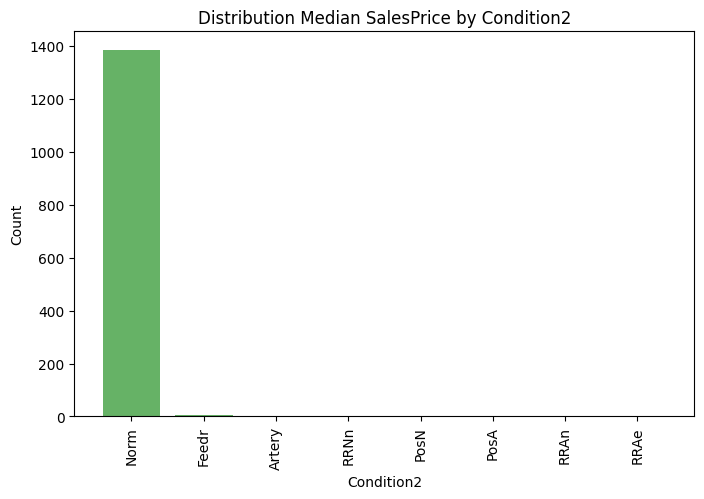 Distribution Median SalesPrice by Condition2
1400
1200
1000
800
600
400
200
0
Count
Norm
Feedr
Artery
RRNn
PosN
PosA
RRAn
RRAe
Condition2